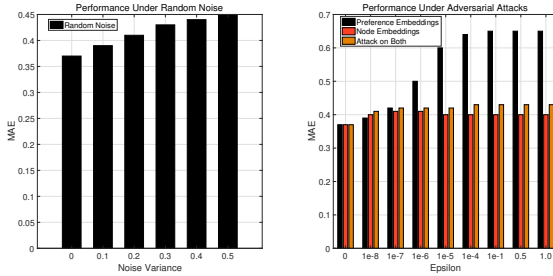 Performance Under Random Noise
Random Noise
0.45
0.4
0.35
0.3
0.25
0.2
0.15
0.1
0.05
0
MAE
0 0.1 0.2 0.3 0.4 0.5
Noise Variance
Performance Under Adversarial Attacks
Preference Embeddings
Node Embeddings
Attack on Both
0.7
0.6
0.5
0.4
0.3
0.2
0.1
0
MAE
0 1e-8 1e-7 1e-6 1e-5 1e-4 1e-1 0.5 1.0
Epsilon